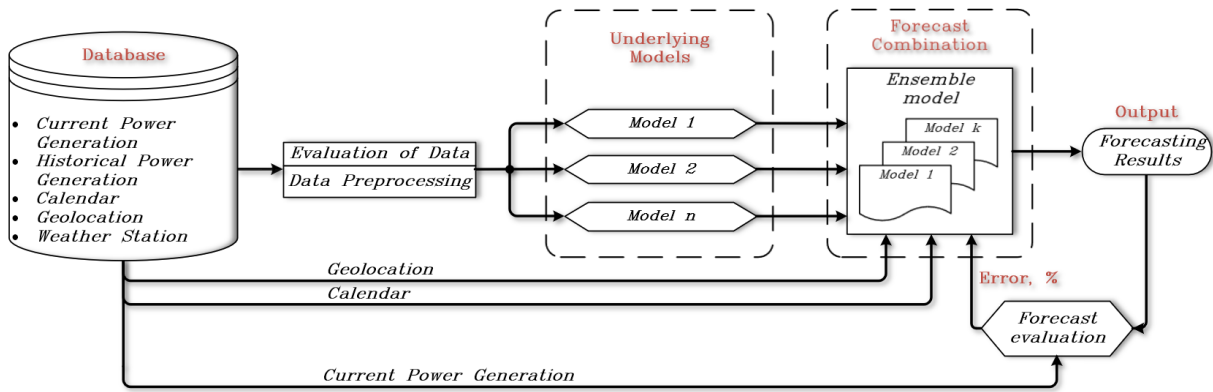 Database
• Current Power
Generation
• Historical Power
Generation
• Calendar
• Geolocation
• Weather Station
Evaluation of Data
Data Preprocessing
Underlying
Models
Model 1
Model 2
Model n
Forecast
Combination
Ensemble
model
Model k
Model 2
Model 1
Output
Forecasting
Results
Geolocation
Calendar
Error, %
Forecast
evaluation
Current Power Generation